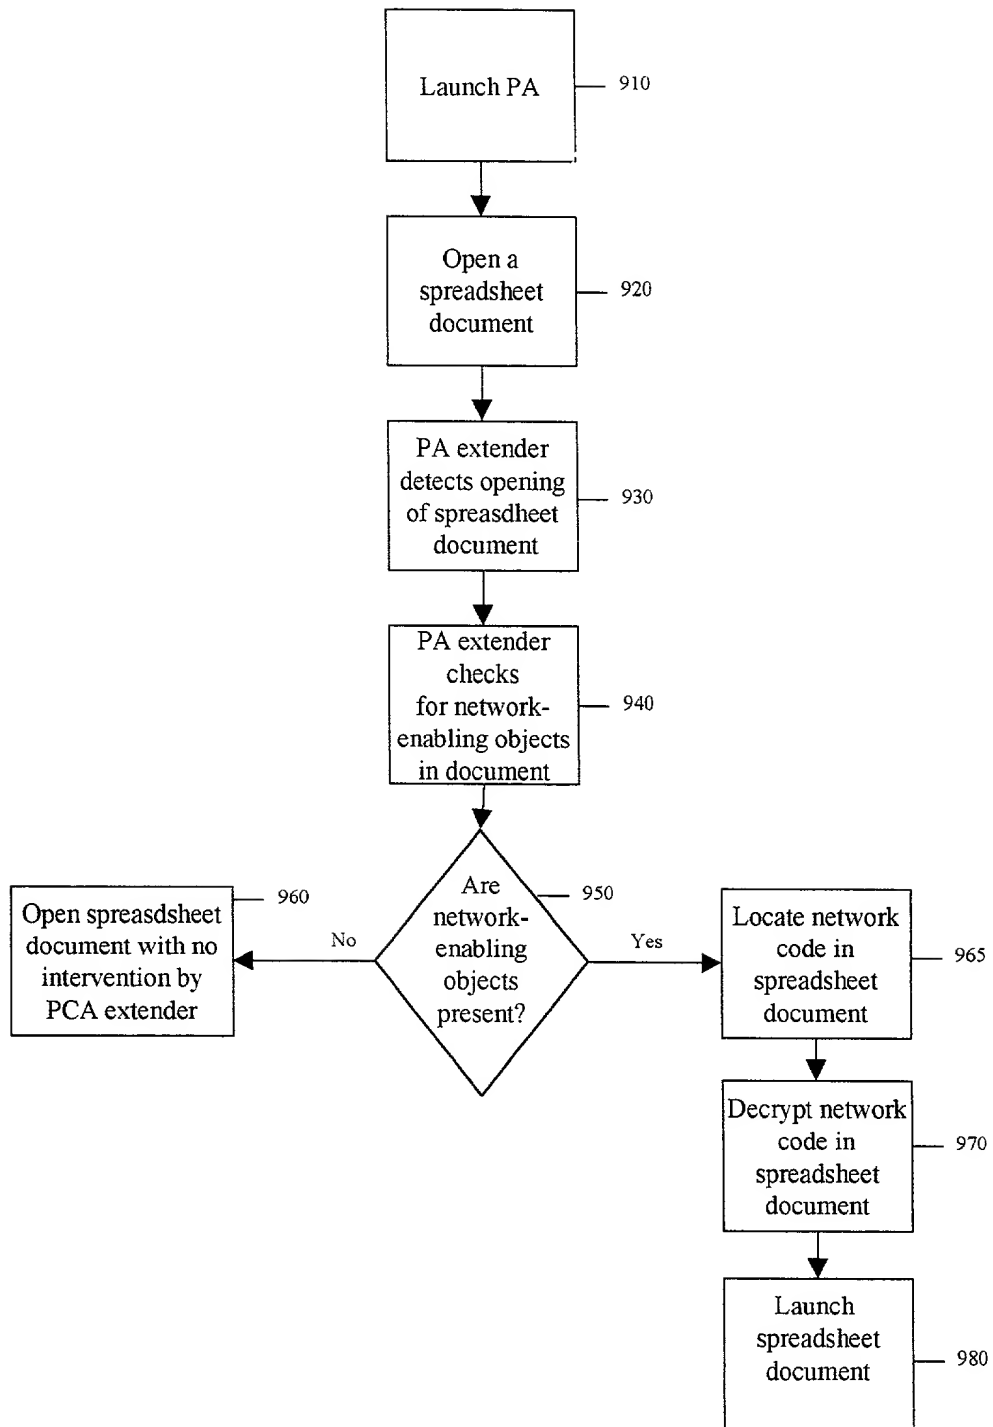 Launch PA
910
Open a
spreadsheet
document
920
PA extender
detects opening
of spreasdheet
document
930
PA extender
checks
for network-
enabling objects
in document
940
Are
network-
enabling
objects
present?
950
No
Yes
960
Open spreasdsheet
document with no
intervention by
PCA extender
Locate network
code in
spreadsheet
document
965
Decrypt network
code in
spreadsheet
document
970
Launch
spreadsheet
document
980